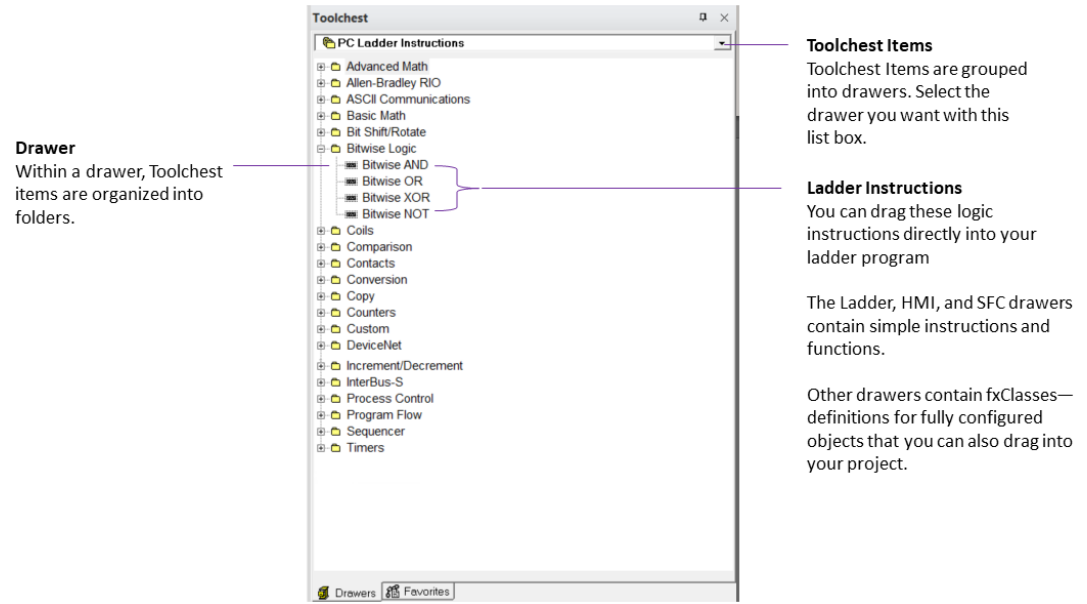 Toolchest
PC Ladder Instructions
Advanced Math
Allen-Bradley RIO
ASCII Communications
Basic Math
Bit Shift/Rotate
Bitwise Logic
Bitwise AND
Bitwise OR
Bitwise XOR
Bitwise NOT
Coils
Comparison
Contacts
Conversion
Copy
Counters
Custom
DeviceNet
Increment/Decrement
InterBus-S
Process Control
Program Flow
Sequencer
Timers
Drawers
Favorites
Drawer
Within a drawer, Toolchest
items are organized into
folders.
Toolchest Items
Toolchest Items are grouped
into drawers. Select the
drawer you want with this
list box.
Ladder Instructions
You can drag these logic
instructions directly into your
ladder program
The Ladder, HMI, and SFC drawers
contain simple instructions and
functions.
Other drawers contain fxClasses—
definitions for fully configured
objects that you can also drag into
your project.